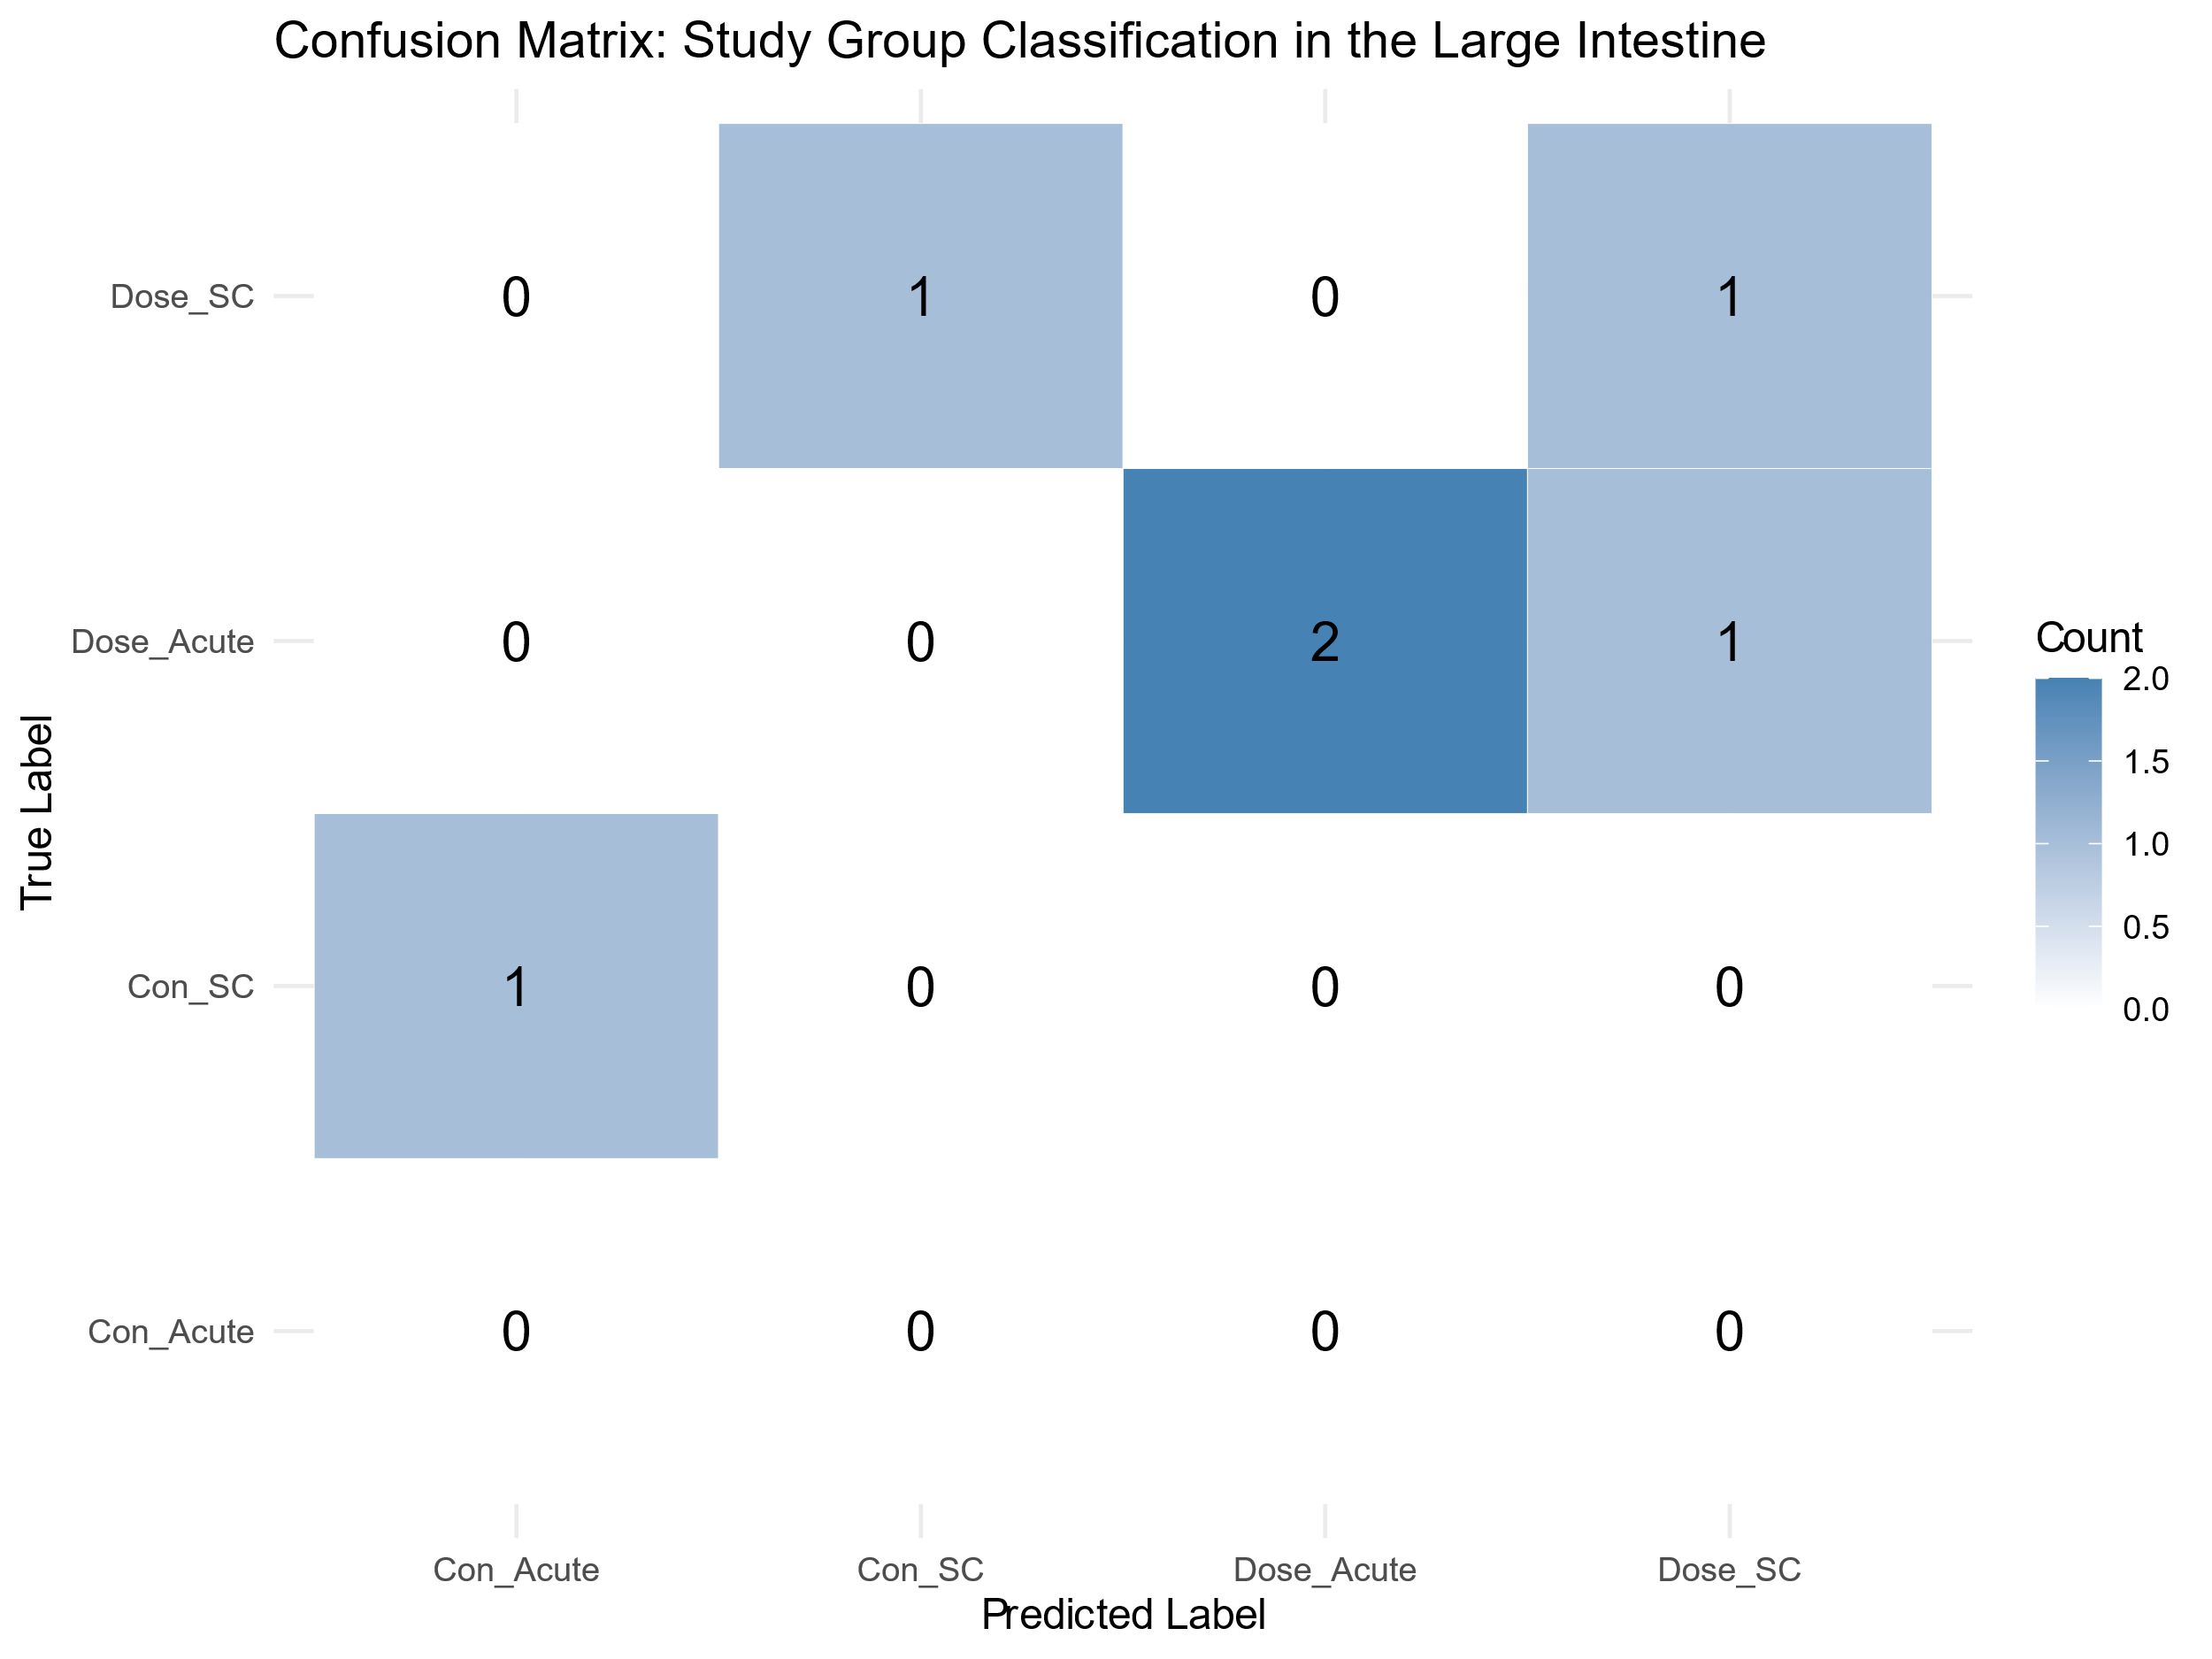 Confusion Matrix: Study Group Classification in the Large Intestine
Dose_SC 0 1 0 1
Dose_Acute 0 0 2 1
Con_SC 1 0 0 0
Con_Acute 0 0 0 0
Con_Acute Con_SC Dose_Acute Dose_SC
Predicted Label
True Label
Count
2.0
1.5
1.0
0.5
0.0